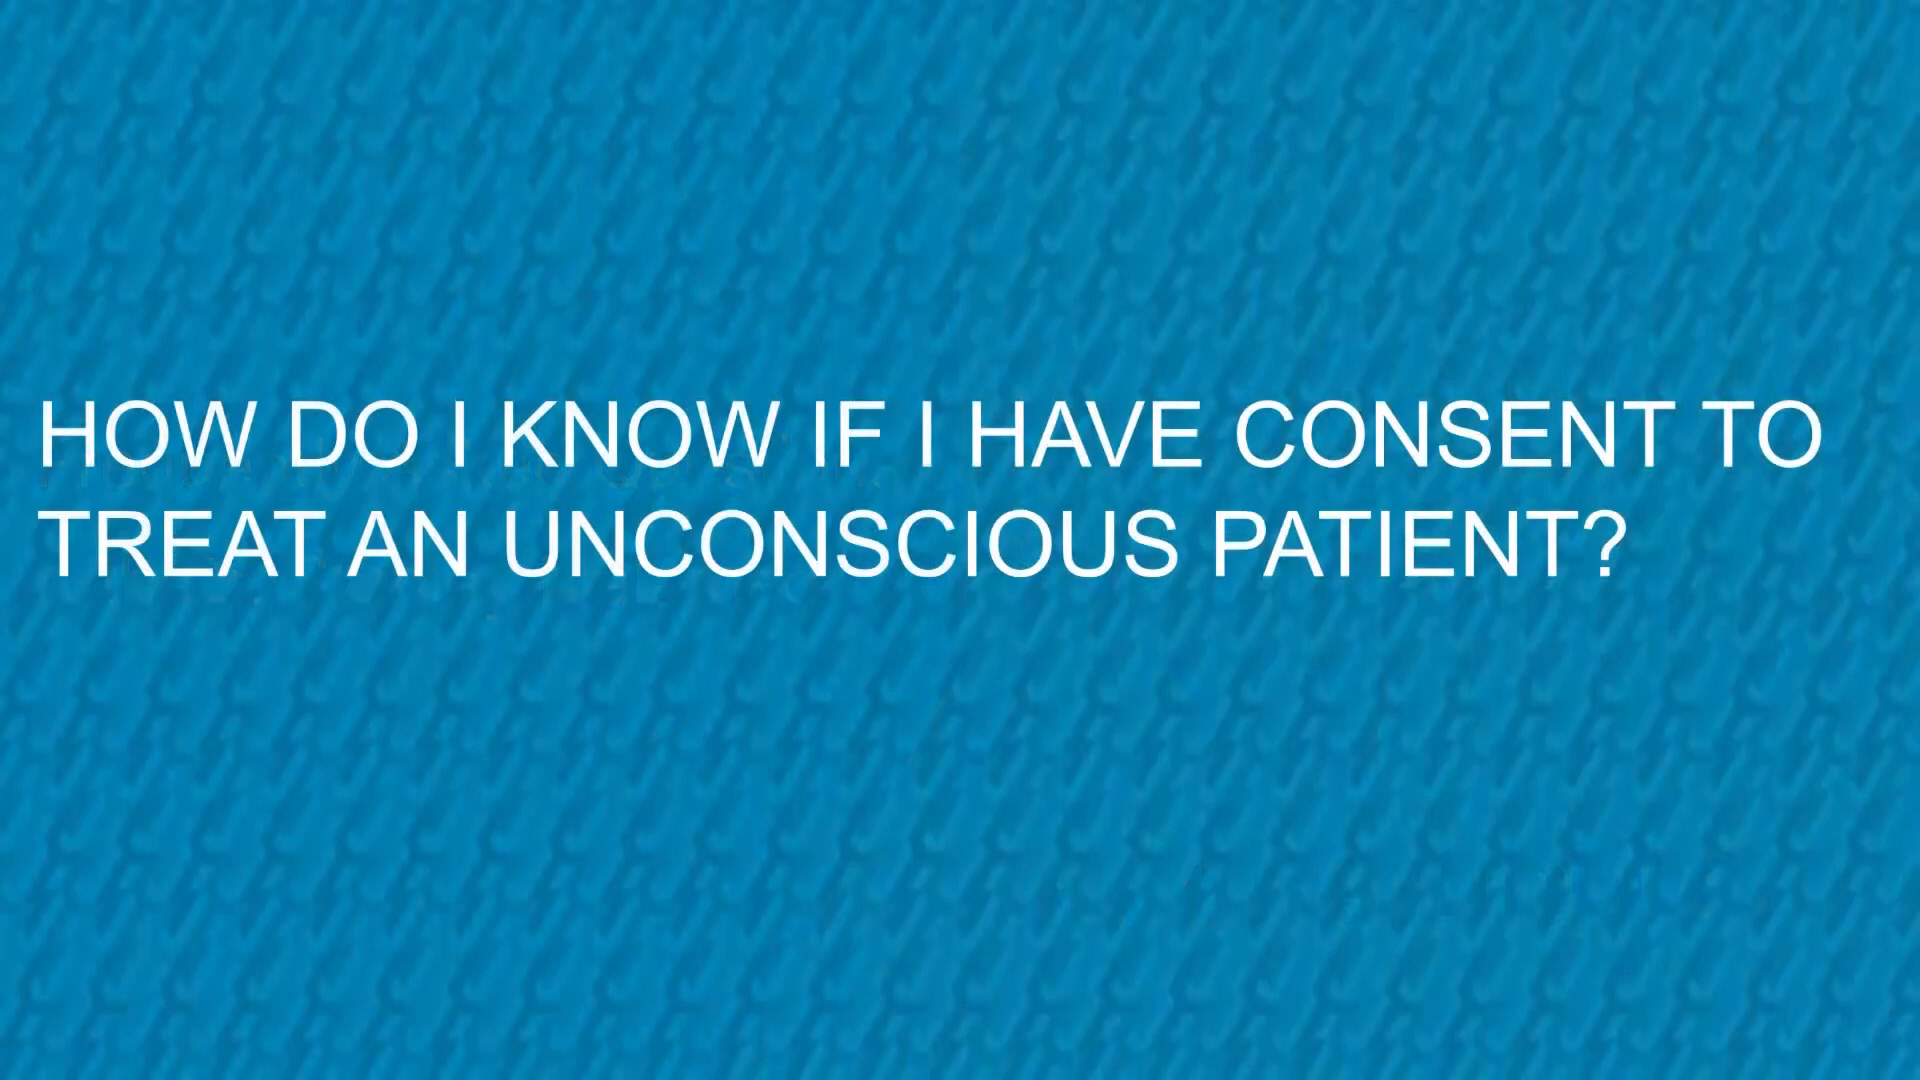 HOW DO I KNOW IF I HAVE CONSENT TO
TREAT AN UNCONSCIOUS PATIENT?